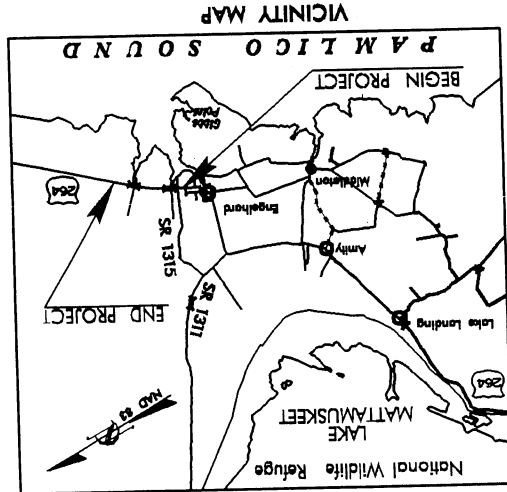 National Wildlife Refuge
LAKE
MATTAMUSKEET
NAD 83
264
Lake Landing
END PROJECT
SR 1311
SR 1315
Amity
Engelhard
264
Middleton
BEGIN PROJECT
Gibbs
Point
PAMLICO SOUND
VICINITY MAP